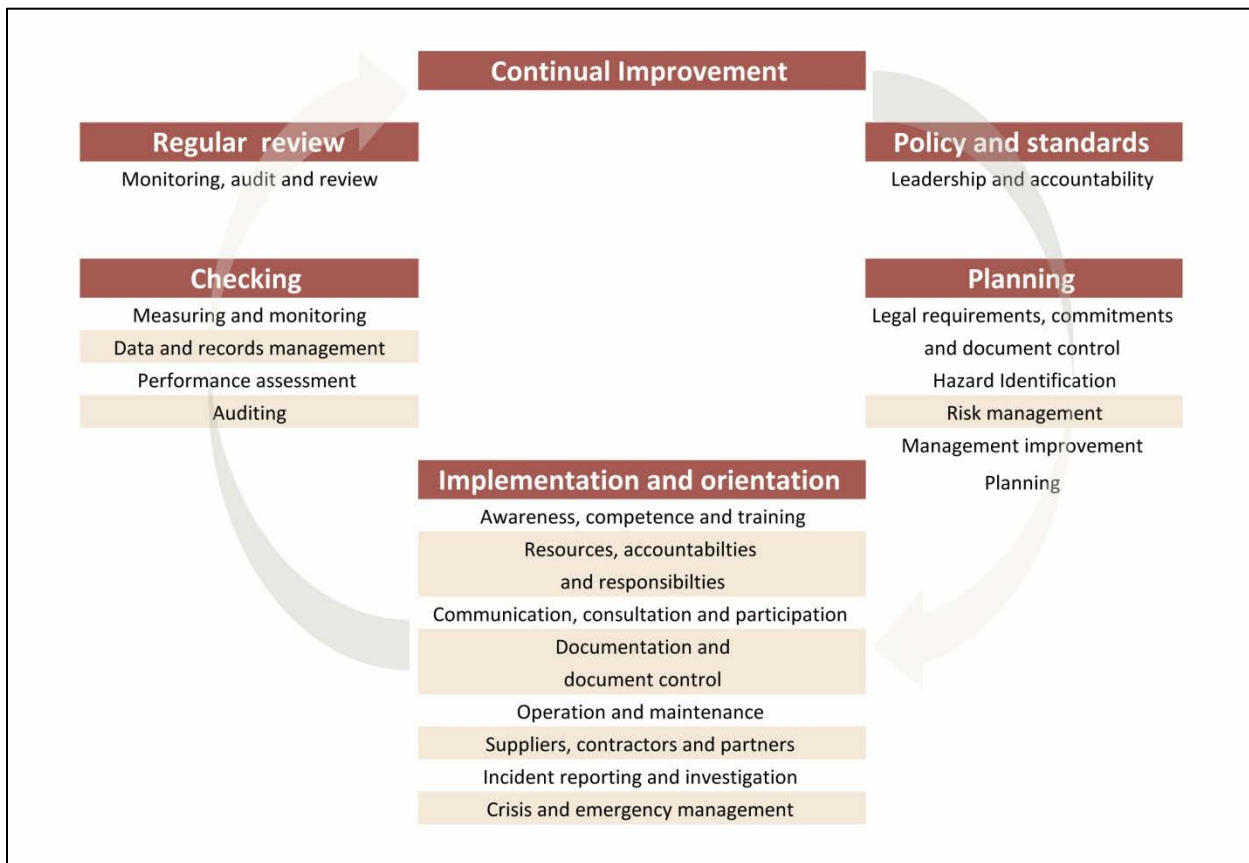 Continual Improvement
Regular review
Monitoring, audit and review
Policy and standards
Leadership and accountability
Checking
Measuring and monitoring
Data and records management
Performance assessment
Auditing
Planning
Legal requirements, commitments
and document control
Hazard Identification
Risk management
Management improvement
Planning
Implementation and orientation
Awareness, competence and training
Resources, accountabilties
and responsibilties
Communication, consultation and participation
Documentation and
document control
Operation and maintenance
Suppliers, contractors and partners
Incident reporting and investigation
Crisis and emergency management